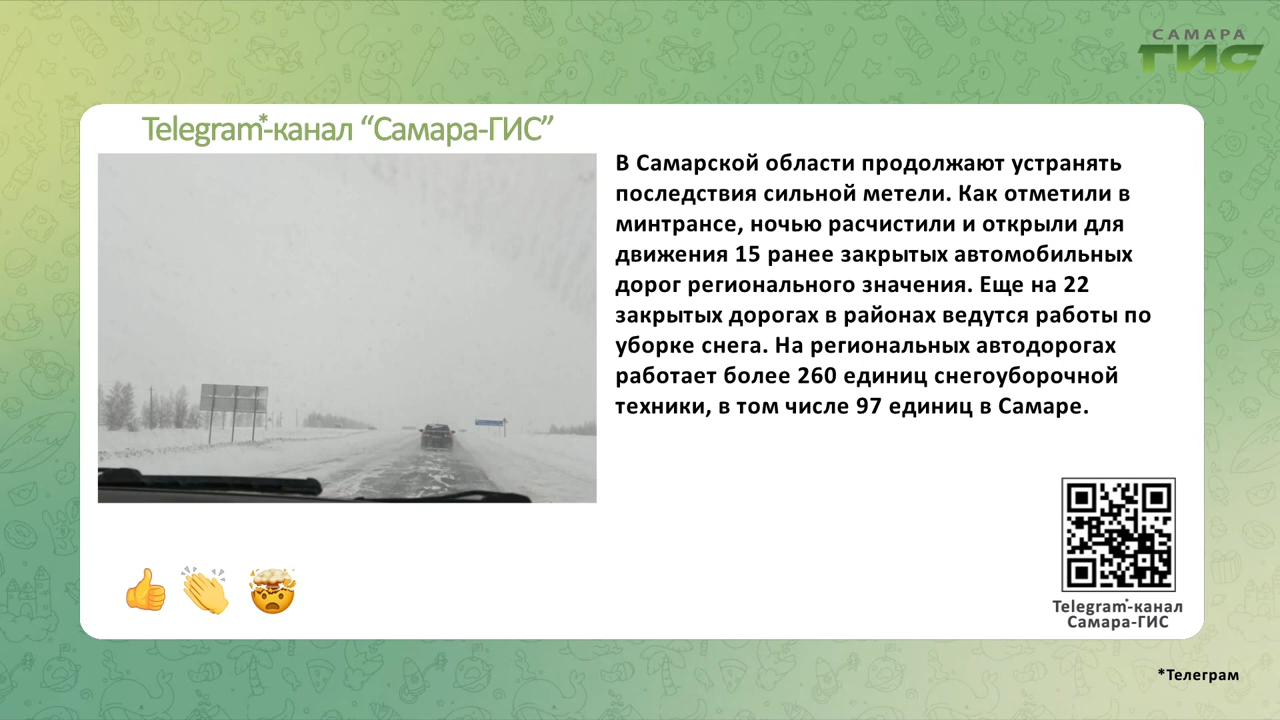 САМАРА
ГИС
Telegram*-канал “Самара-ГИС”
В Самарской области продолжают устранять
последствия сильной метели. Как отметили в
минтрансе, ночью расчистили и открыли для
движения 15 ранее закрытых автомобильных
дорог регионального значения. Еще на 22
закрытых дорогах в районах ведутся работы по
уборке снега. На региональных автодорогах
работает более 260 единиц снегоуборочной
техники, в том числе 97 единиц в Самаре.
Telegram*-канал
Самара-ГИС
*Телеграм